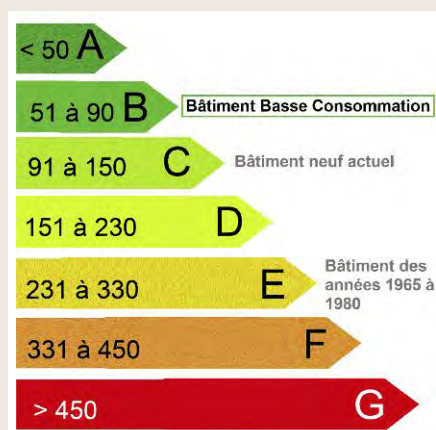 < 50 A
51 à 90 B
Bâtiment Basse Consommation
91 à 150 C
Bâtiment neuf actuel
151 à 230 D
231 à 330 E
Bâtiment des
années 1965 à
1980
331 à 450 F
> 450 G